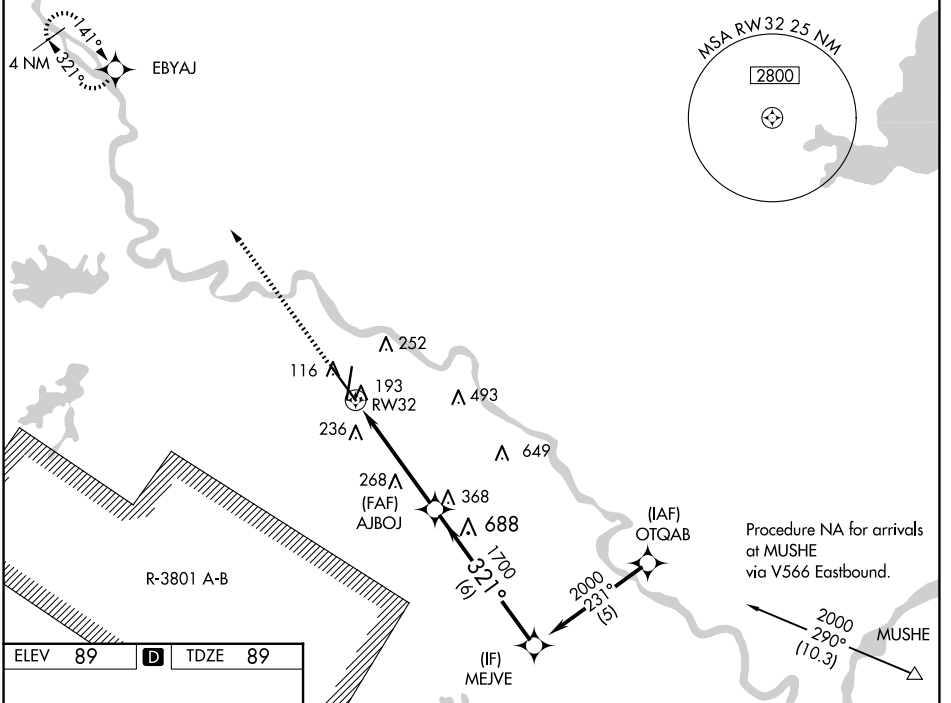 141°
321°
4 NM
EBYAJ
MSA RW32 25 NM
2800
252
116
193
RW32
493
236
649
268
(FAF)
AJBOJ
368
688
(IAF)
OTQAB
Procedure NA for arrivals
at MUSHE
via V566 Eastbound.
R-3801 A-B
1700
321°
(6)
2000
231°
(5)
2000
290°
(10.3)
MUSHE
(IF)
MEJVE
ELEV 89 D TDZE 89